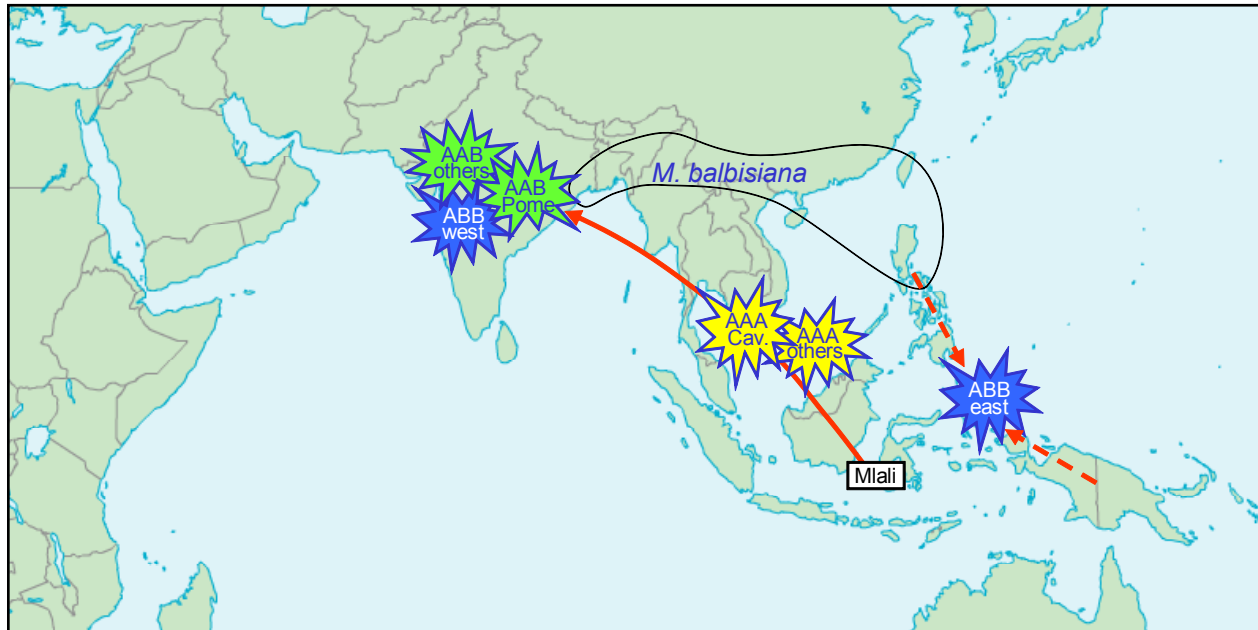 AAB
others
AAB
Pome
ABB
west
M. balbisiana
AAA
Cav.
AAA
others
ABB
east
Mlali